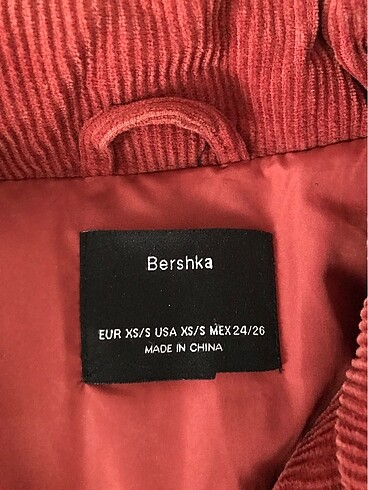 Bershka
EUR XS/S USA XS/S MEX 24/26
MADE IN CHINA